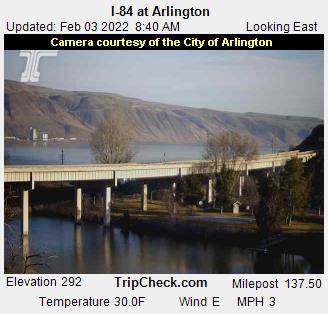 I-84 at Arlington
Updated: Feb 03 2022 8:40 AM Looking East
Camera courtesy of the City of Arlington
Elevation 292 TripCheck.com Milepost 137.50
Temperature 30.0F Wind E MPH 3